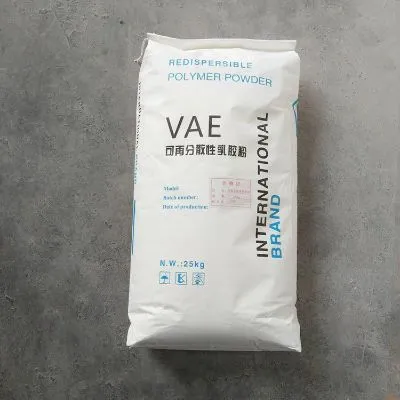 REDISPERSIBLE
POLYMER POWDER
VAE
可再分散性乳胶粉
Model:
Batch number:
Date of production:
INTERNATIONAL
BRAND
N.W.:25kg